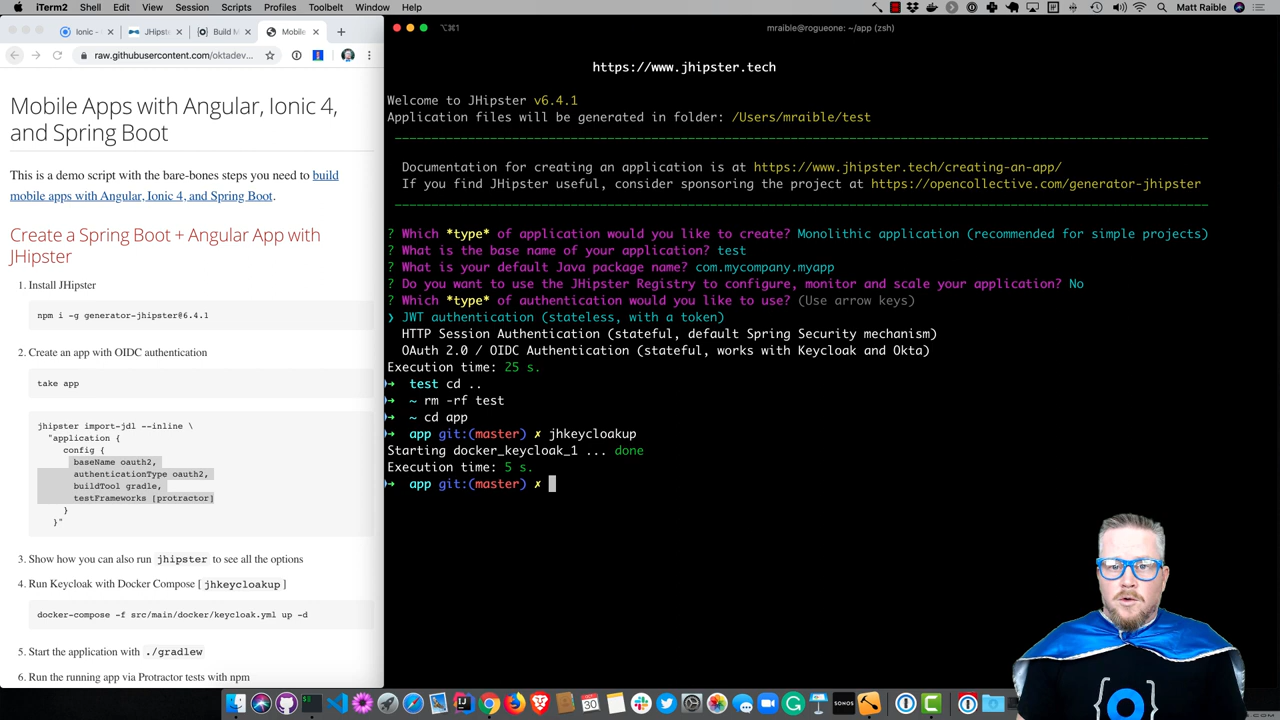 iTerm2 Shell Edit View Session Scripts Profiles Toolbelt Window Help Matt Raible
Ionic - JHipst Build M Mobile
raw.githubusercontent.com/oktadev...
Mobile Apps with Angular, Ionic 4,
and Spring Boot
This is a demo script with the bare-bones steps you need to build
mobile apps with Angular, Ionic 4, and Spring Boot.
Create a Spring Boot + Angular App with
JHipster
1. Install JHipster
npm i -g generator-jhipster@6.4.1
2. Create an app with OIDC authentication
take app
jhipster import-jdl --inline \
"application {
config {
baseName oauth2,
authenticationType oauth2,
buildTool gradle,
testFrameworks [protractor]
}
}"
3. Show how you can also run jhipster to see all the options
4. Run Keycloak with Docker Compose [ jhkeycloakup ]
docker-compose -f src/main/docker/keycloak.yml up -d
5. Start the application with ./gradlew
6. Run the running app via Protractor tests with npm
⌥⌘1 mraible@rogueone: ~/app (zsh)
https://www.jhipster.tech
Welcome to JHipster v6.4.1
Application files will be generated in folder: /Users/mraible/test
Documentation for creating an application is at https://www.jhipster.tech/creating-an-app/
If you find JHipster useful, consider sponsoring the project at https://opencollective.com/generator-jhipster
? Which *type* of application would you like to create? Monolithic application (recommended for simple projects)
? What is the base name of your application? test
? What is your default Java package name? com.mycompany.myapp
? Do you want to use the JHipster Registry to configure, monitor and scale your application? No
? Which *type* of authentication would you like to use? (Use arrow keys)
❯ JWT authentication (stateless, with a token)
HTTP Session Authentication (stateful, default Spring Security mechanism)
OAuth 2.0 / OIDC Authentication (stateful, works with Keycloak and Okta)
Execution time: 25 s.
➜ test cd ..
➜ ~ rm -rf test
➜ ~ cd app
➜ app git:(master) ✗ jhkeycloakup
Starting docker_keycloak_1 ... done
Execution time: 5 s.
➜ app git:(master) ✗
30
SONOS
{ }